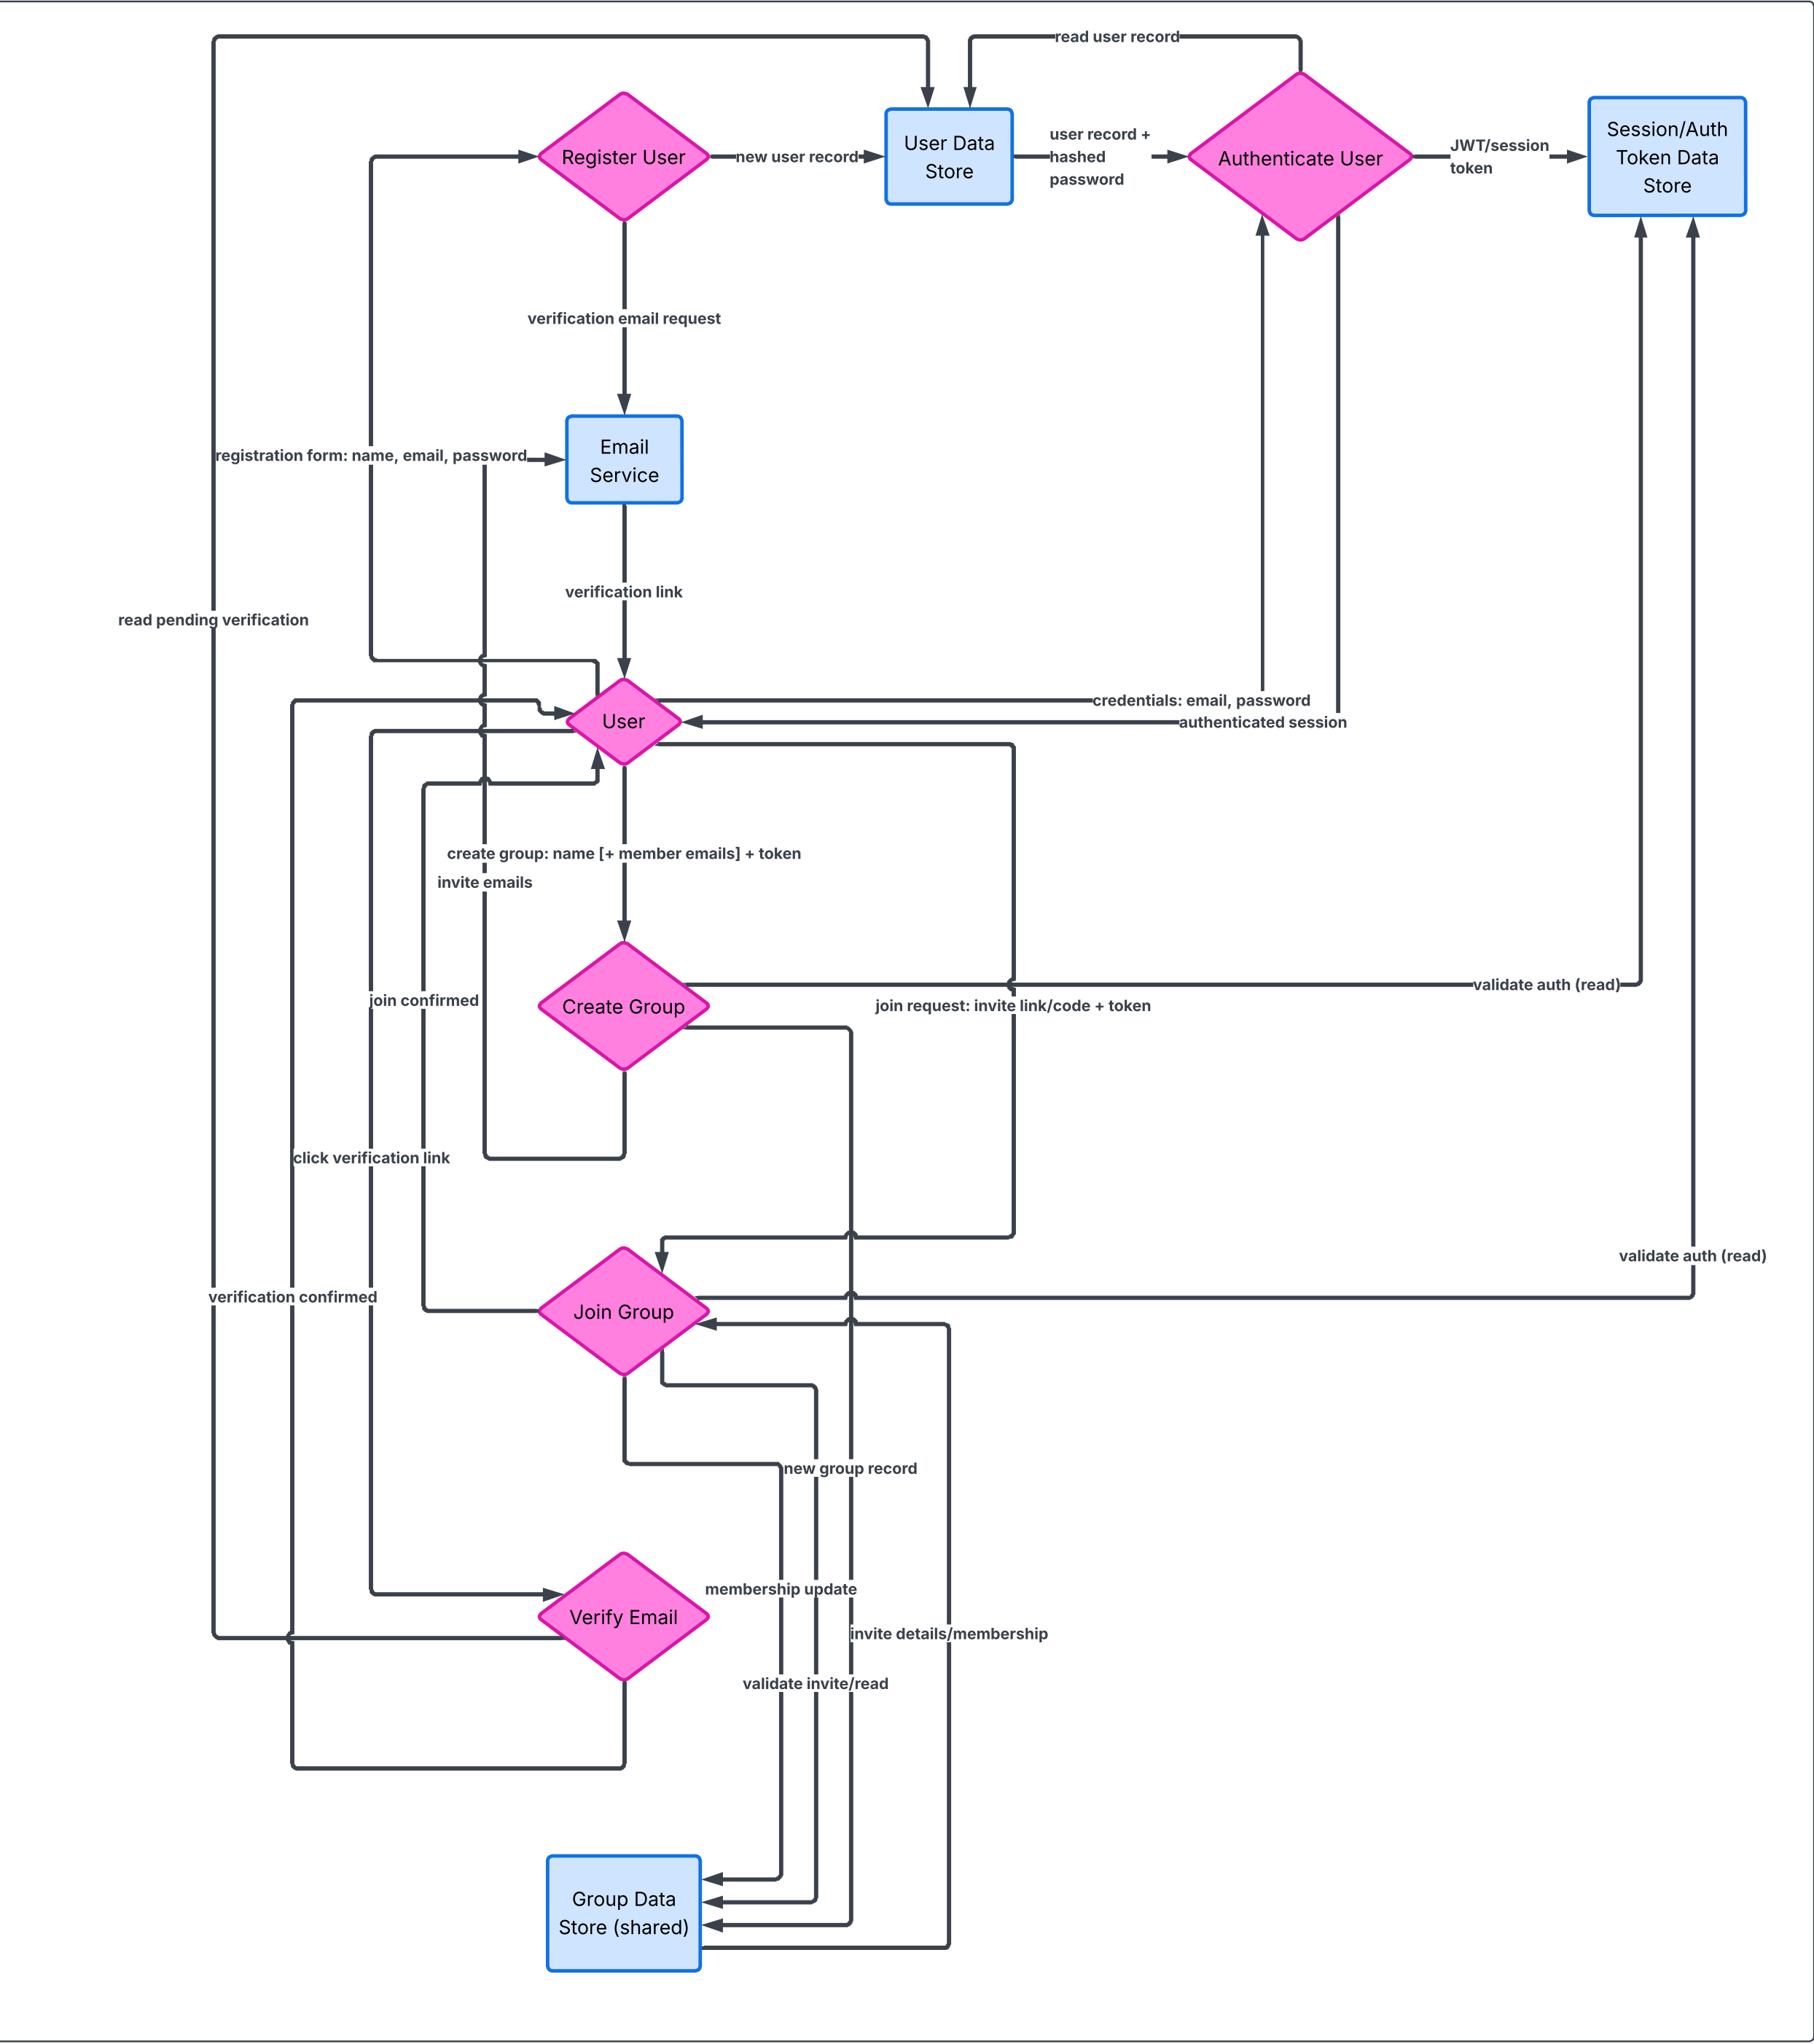 read user record
Register User
new user record
User Data
Store
user record +
hashed
password
Authenticate User
JWT/session
token
Session/Auth
Token Data
Store
verification email request
registration form: name, email, password
Email
Service
verification link
read pending verification
User
credentials: email, password
authenticated session
create group: name [+ member emails] + token
invite emails
join confirmed
Create Group
validate auth (read)
join request: invite link/code + token
click verification link
validate auth (read)
verification confirmed
Join Group
new group record
membership update
Verify Email
invite details/membership
validate invite/read
Group Data
Store (shared)